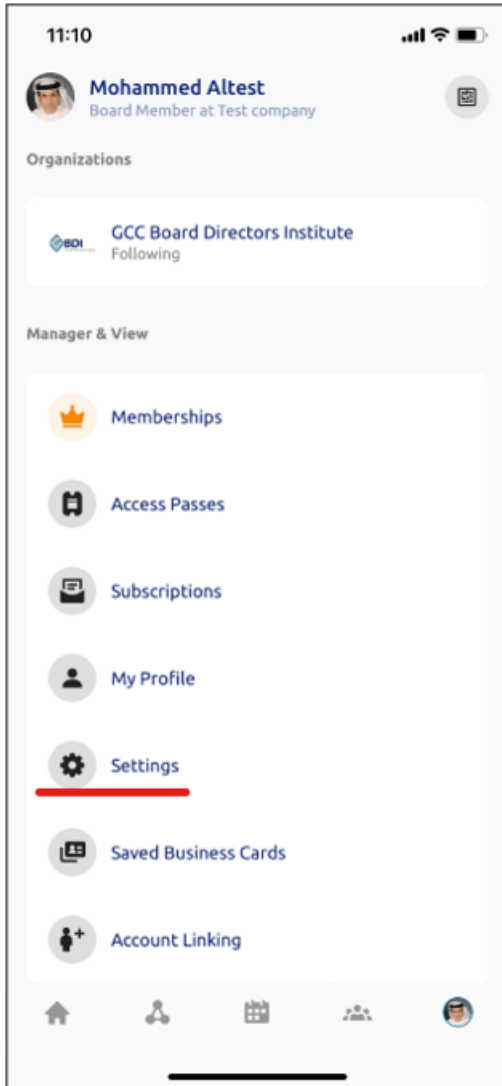 11:10
Mohammed Altest
Board Member at Test company
Organizations
BDI
GCC Board Directors Institute
Following
Manager & View
Memberships
Access Passes
Subscriptions
My Profile
Settings
Saved Business Cards
Account Linking